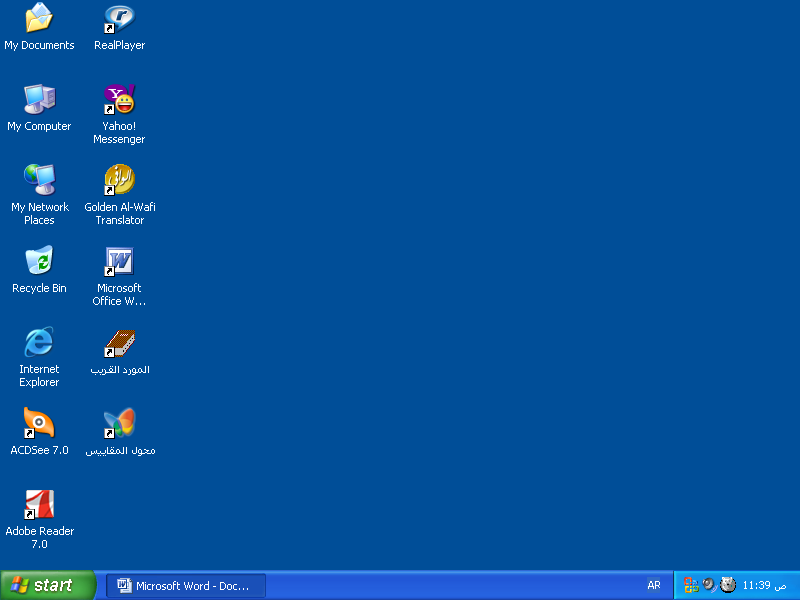 My Documents
RealPlayer
My Computer
Yahoo!
Messenger
My Network
Places
الوافي
Golden Al-Wafi
Translator
Recycle Bin
W
Microsoft
Office W...
Internet
Explorer
المورد القريب
ACDSee 7.0
محول المقاييس
Adobe Reader
7.0
start
Microsoft Word - Doc...
AR
11:39 ص